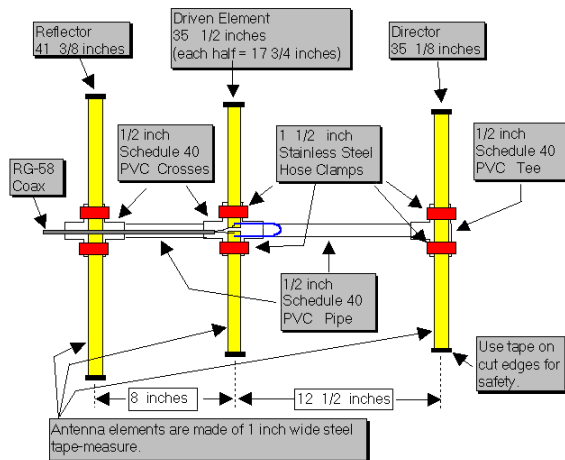 Reflector
41 3/8 inches
Driven Element
35 1/2 inches
(each half = 17 3/4 inches)
Director
35 1/8 inches
1/2 inch
Schedule 40
PVC Crosses
1 1/2 inch
Stainless Steel
Hose Clamps
1/2 inch
Schedule 40
PVC Tee
RG-58
Coax
1/2 inch
Schedule 40
PVC Pipe
Use tape on
cut edges for
safety.
8 inches
12 1/2 inches
Antenna elements are made of 1 inch wide steel
tape-measure.